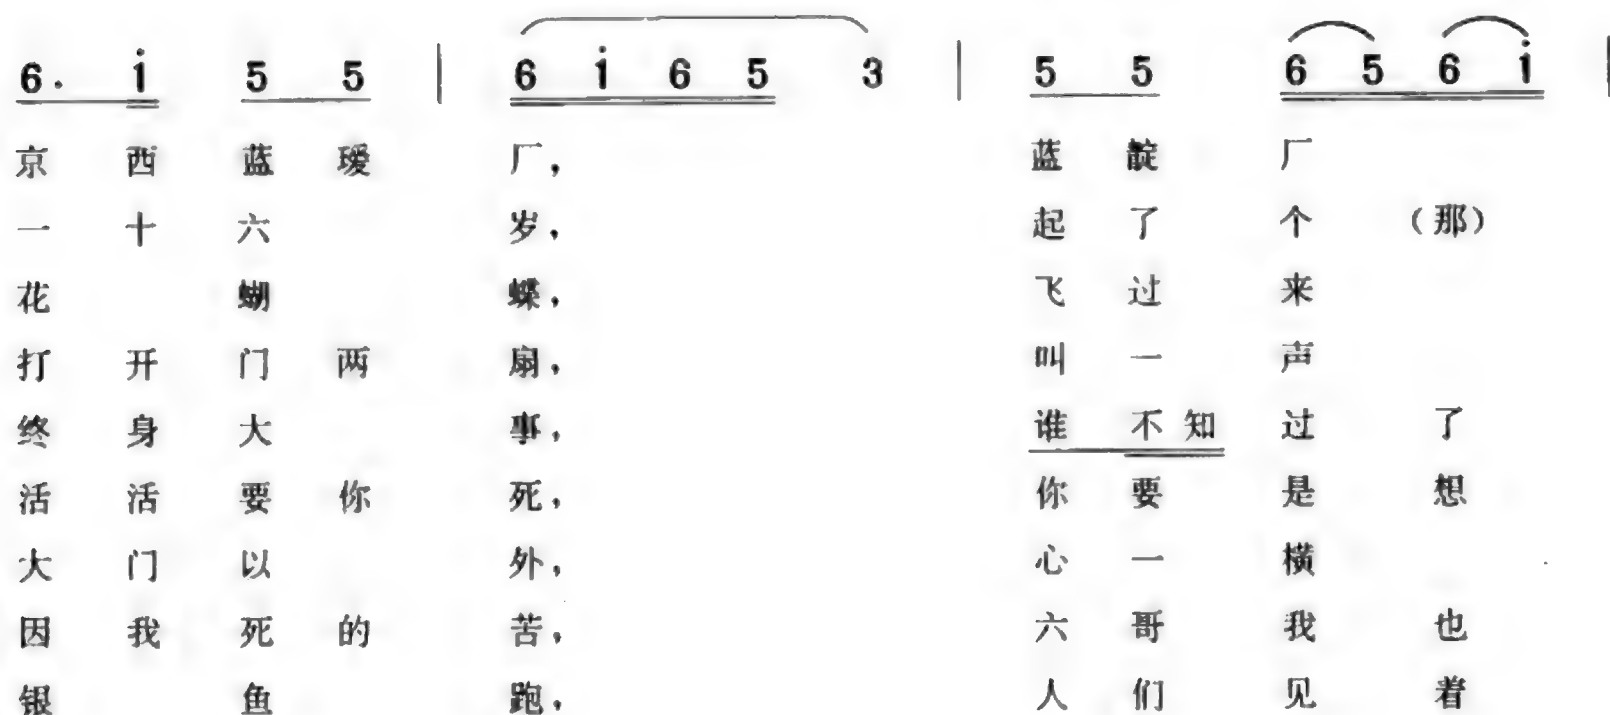 6. i 5 5 | 6 i 6 5 3 | 5 5 6 5 6 i |
京 西 蓝 瑷 厂， 蓝 靛 厂
一 十 六 岁， 起 了 个 （那）
花 蝴 蝶， 飞 过 来
打 开 门 两 扇， 叫 一 声
终 身 大 事， 谁 不 知 过 了
活 活 要 你 死， 你 要 是 想
大 门 以 外， 心 一 横
因 我 死 的 苦， 六 哥 我 也
银 鱼 跑， 人 们 见 着